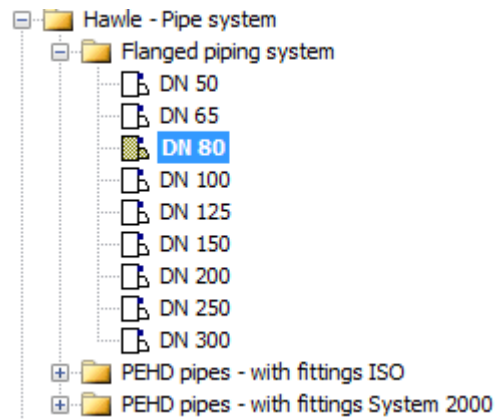 Hawle - Pipe system
Flanged piping system
DN 50
DN 65
DN 80
DN 100
DN 125
DN 150
DN 200
DN 250
DN 300
PEHD pipes - with fittings ISO
PEHD pipes - with fittings System 2000